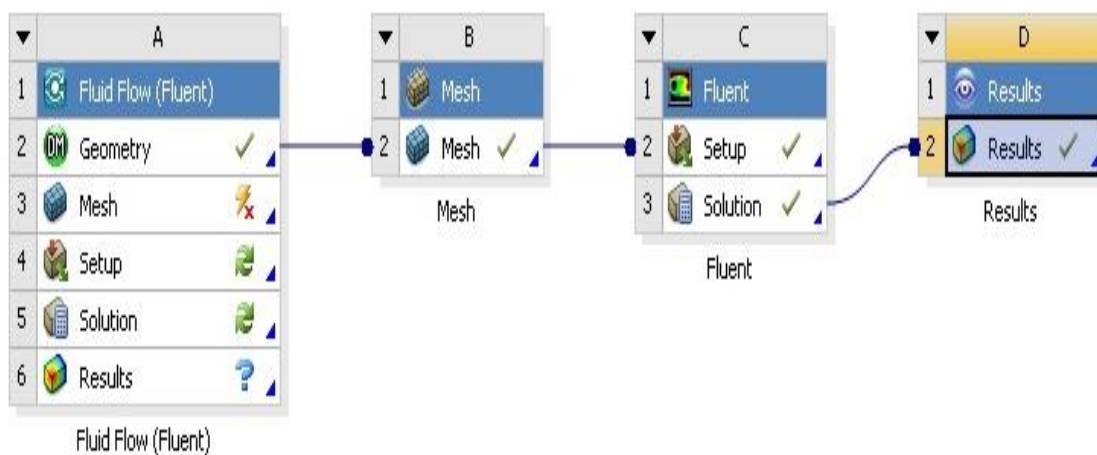 A
1 Fluid Flow (Fluent)
2 DM Geometry
3 Mesh
4 Setup
5 Solution
6 Results ?
Fluid Flow (Fluent)
B
1 Mesh
2 Mesh
Mesh
C
1 Fluent
2 Setup
3 Solution
Fluent
D
1 Results
2 Results
Results